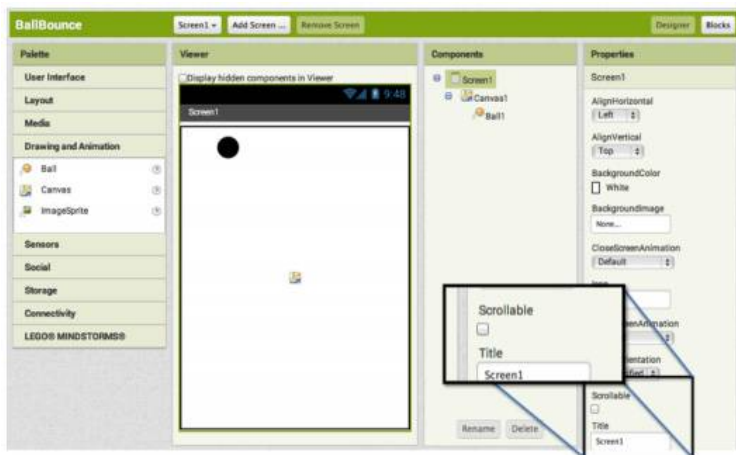 BallBounce
Screen1
Add Screen ...
Remove Screen
Designer
Blocks
Palette
User Interface
Layout
Media
Drawing and Animation
Ball
Canvas
ImageSprite
Sensors
Social
Storage
Connectivity
LEGO® MINDSTORMS®
Viewer
Display hidden components in Viewer
9:48
Screen1
Components
Screen1
Canvas1
Ball1
Rename
Delete
Properties
Screen1
AlignHorizontal
Left
AlignVertical
Top
BackgroundColor
White
BackgroundImage
None...
CloseScreenAnimation
Default
Scrollable
Title
Screen1
Scrollable
Title
Screen1